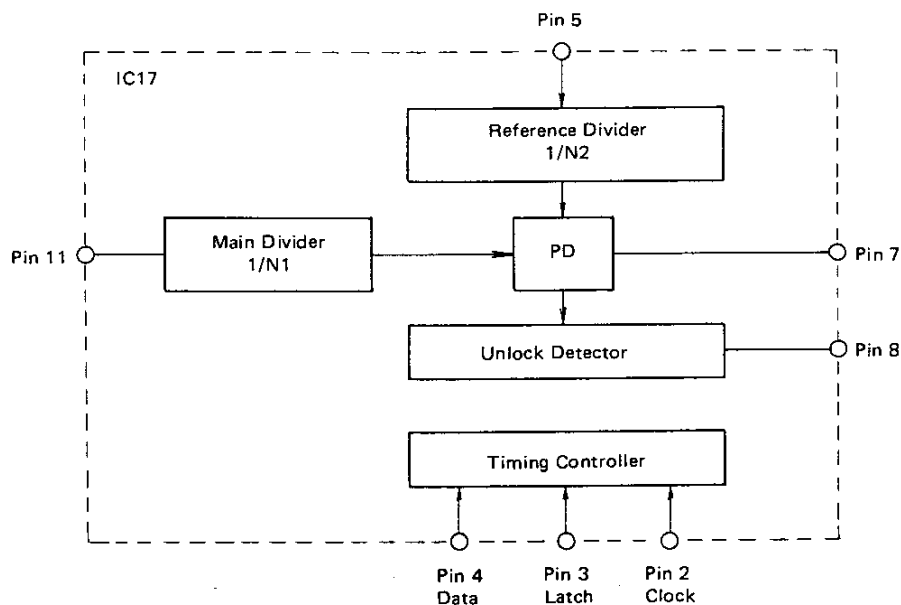 Pin 5
IC17
Reference Divider
1/N2
Pin 11
Main Divider
1/N1
PD
Pin 7
Unlock Detector
Pin 8
Timing Controller
Pin 4
Data
Pin 3
Latch
Pin 2
Clock